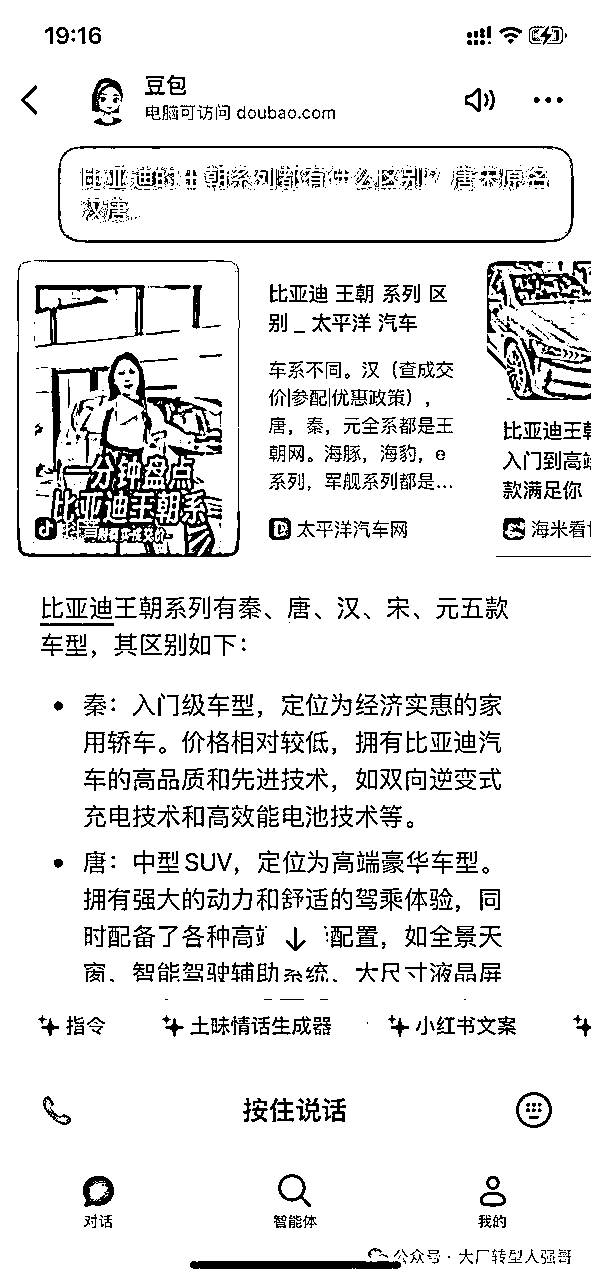 19:16
豆包
电脑可访问 doubao.com
比亚迪的王朝系列都有什么区别？唐宋原名
汉唐
比亚迪 王朝 系列 区
别 _ 太平洋 汽车
车系不同。汉（查成交
价|参配|优惠政策），
唐，秦，元全系都是王
朝网。海豚，海豹，e
系列，军舰系列都是...
太平洋汽车网
一分钟盘点
比亚迪王朝系
抖音
比亚迪王朝
入门到高端
款满足你
海米看世
比亚迪王朝系列有秦、唐、汉、宋、元五款
车型，其区别如下：
秦：入门级车型，定位为经济实惠的家
用轿车。价格相对较低，拥有比亚迪汽
车的高品质和先进技术，如双向逆变式
充电技术和高效能电池技术等。
唐：中型 SUV，定位为高端豪华车型。
拥有强大的动力和舒适的驾乘体验，同
时配备了各种高 配置，如全景天
窗、智能驾驶辅助系统、大尺寸液晶屏
指令
土味情话生成器
小红书文案
按住说话
对话
智能体
我的
公众号 · 大厂转型人强哥